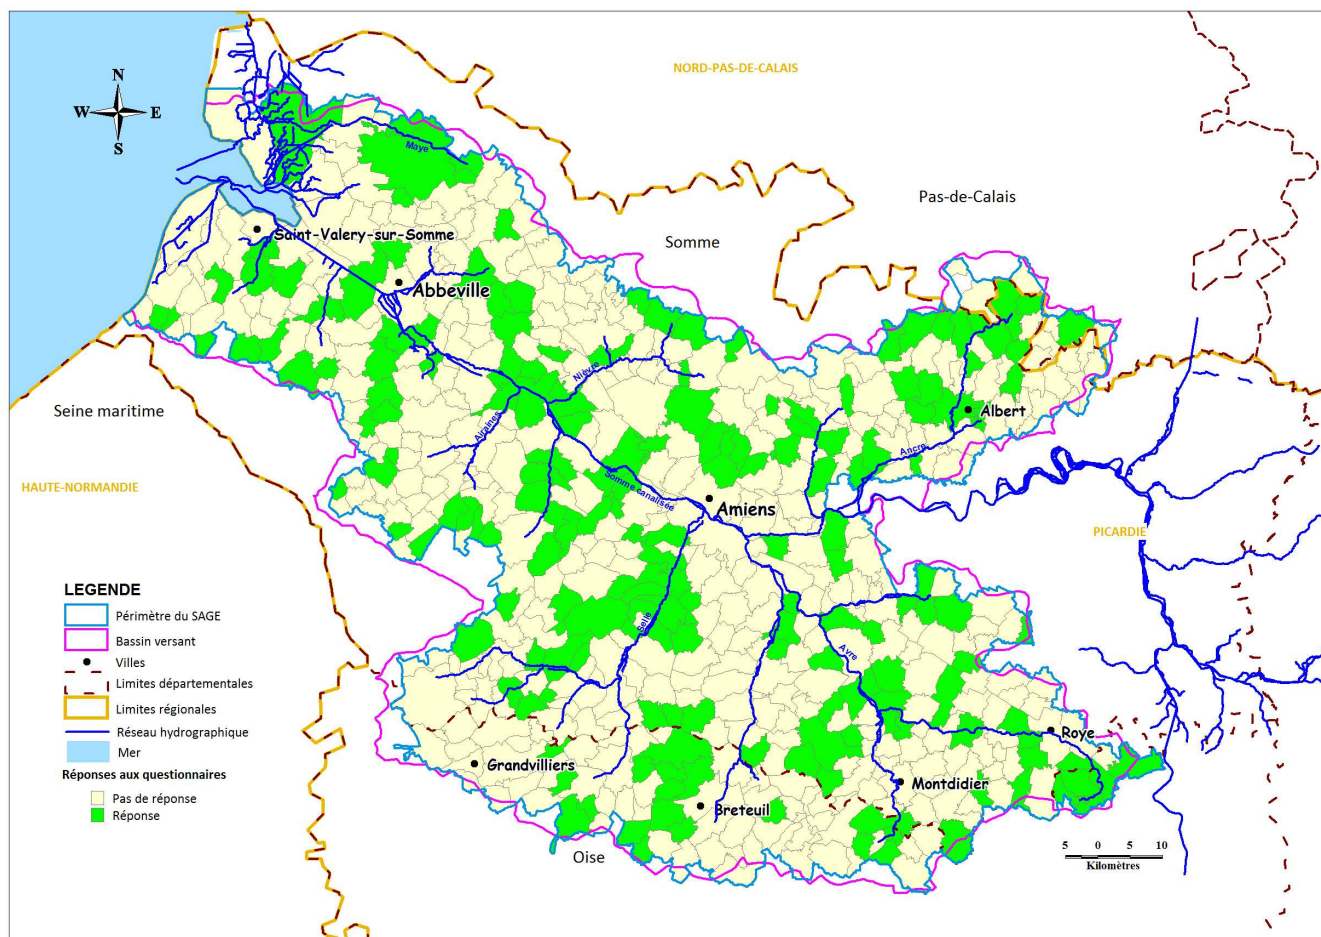 NORD-PAS-DE-CALAIS
N
W
E
S
Maye
Pas-de-Calais
Saint-Valery-sur-Somme
Somme
Abbeville
Nièvre
Seine maritime
Airaines
Albert
Ancre
HAUTE-NORMANDIE
Somme canalisée
Amiens
PICARDIE
LEGENDE
Périmètre du SAGE
Bassin versant
Villes
Limites départementales
Limites régionales
Réseau hydrographique
Mer
Réponses aux questionnaires
Pas de réponse
Réponse
Selle
Avre
Roye
Grandvilliers
Montdidier
Breteuil
Oise
5 0 5 10
Kilomètres